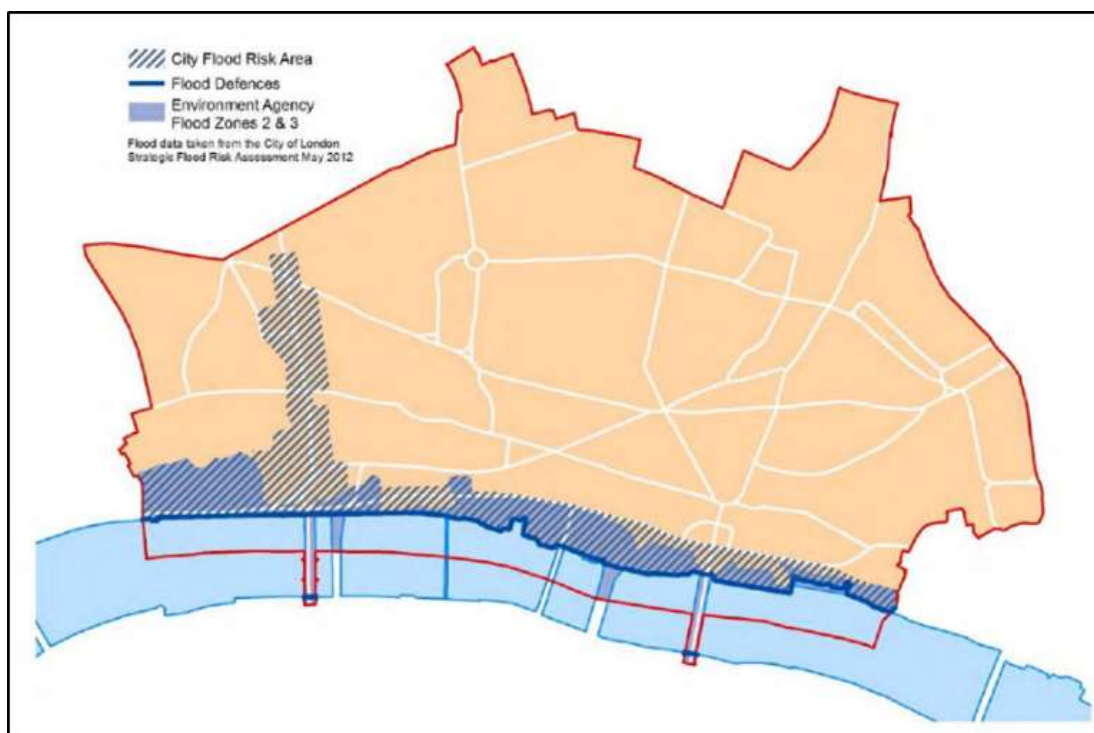 City Flood Risk Area
Flood Defences
Environment Agency
Flood Zones 2 & 3
Flood data taken from the City of London
Strategic Flood Risk Assessment May 2012